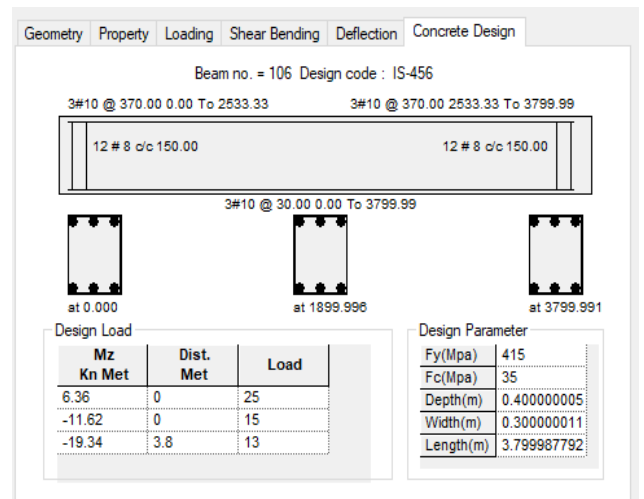 Geometry Property Loading Shear Bending Deflection Concrete Design
Beam no. = 106 Design code : IS-456
3#10 @ 370.00 0.00 To 2533.33 3#10 @ 370.00 2533.33 To 3799.99
12 # 8 c/c 150.00 12 # 8 c/c 150.00
3#10 @ 30.00 0.00 To 3799.99
at 0.000 at 1899.996 at 3799.991
Design Load Design Parameter
Mz Dist. Load
Kn Met Met
6.36 0 25
-11.62 0 15
-19.34 3.8 13
Fy(Mpa) 415
Fc(Mpa) 35
Depth(m) 0.400000005
Width(m) 0.300000011
Length(m) 3.799987792